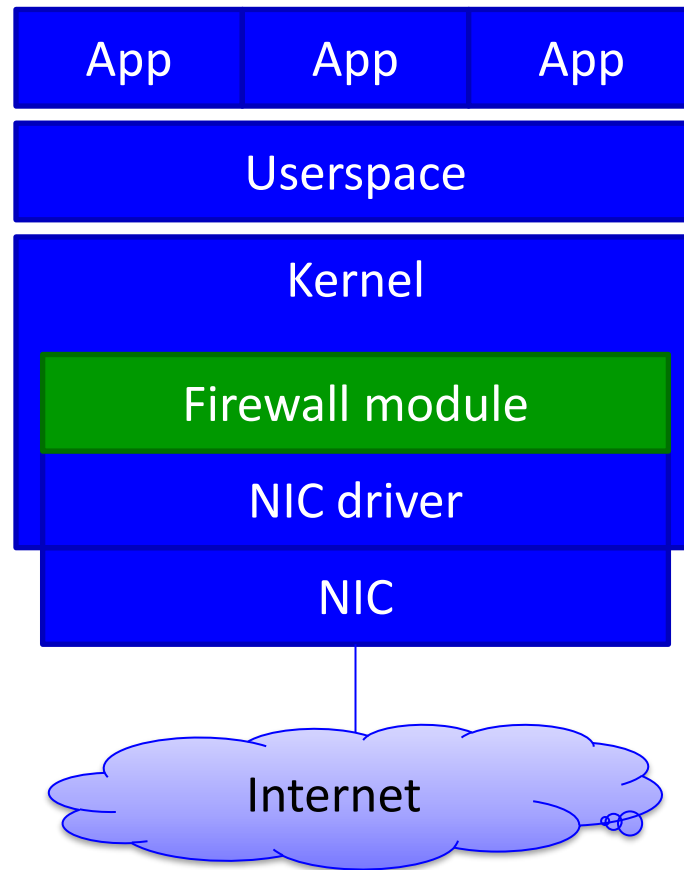 App App App
Userspace
Kernel
Firewall module
NIC driver
NIC
Internet